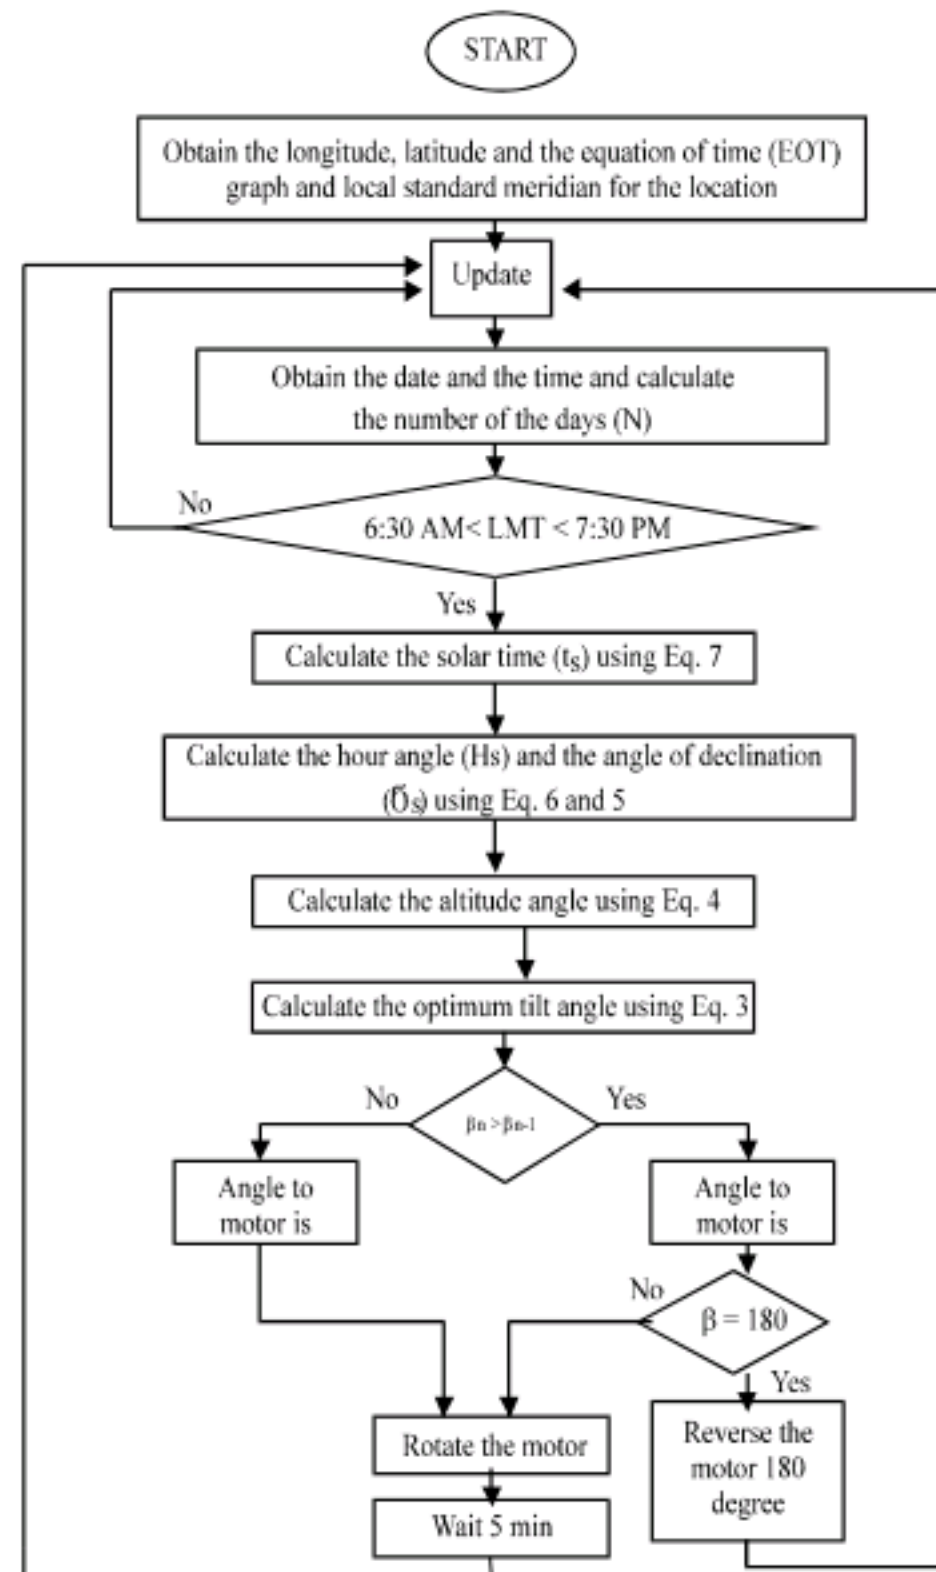 START
Obtain the longitude, latitude and the equation of time (EOT)
graph and local standard meridian for the location
Update
Obtain the date and the time and calculate
the number of the days (N)
No
6:30 AM< LMT < 7:30 PM
Yes
Calculate the solar time (ts) using Eq. 7
Calculate the hour angle (Hs) and the angle of declination
(δs) using Eq. 6 and 5
Calculate the altitude angle using Eq. 4
Calculate the optimum tilt angle using Eq. 3
No
Yes
βn >βn-1
Angle to
motor is
Angle to
motor is
No
β = 180
Yes
Rotate the motor
Reverse the
motor 180
degree
Wait 5 min